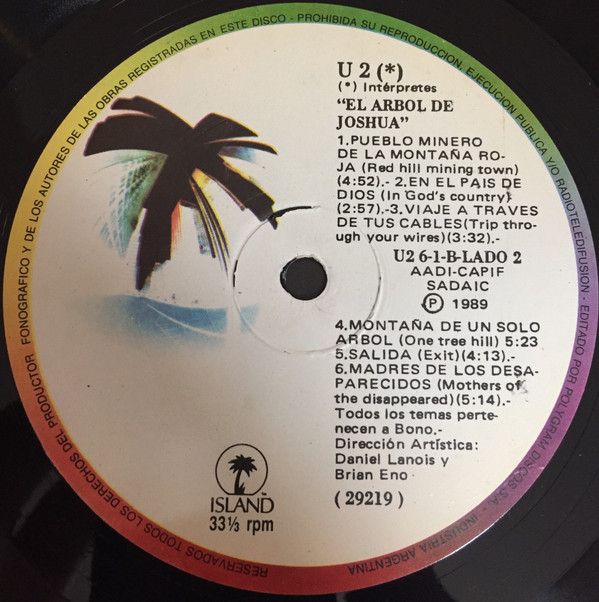 RESERVADOS TODOS LOS DERECHOS DEL PRODUCTOR FONOGRAFICO Y DE LOS AUTORES DE LAS OBRAS REGISTRADAS EN ESTE DISCO - PROHIBIDA SU REPRODUCCION, EJECUCION PUBLICA Y/O RADIOTELEDIFUSION - EDITADO POR POLYGRAM DISCOS S.A. - INDUSTRIA ARGENTINA
U 2 (*)
(*) Intérpretes
"EL ARBOL DE
JOSHUA"
1.PUEBLO MINERO
DE LA MONTAÑA RO-
JA (Red hill mining town)
(4:52).- 2.EN EL PAIS DE
DIOS (In God's country)
(2:57).-3.VIAJE A TRAVES
DE TUS CABLES(Trip thro-
ugh your wires)(3:32).-
U2 6-1-B-LADO 2
AADI-CAPIF
SADAIC
Ⓟ 1989
4.MONTAÑA DE UN SOLO
ARBOL (One tree hill) 5:23
5.SALIDA (Exit)(4:13).-
6.MADRES DE LOS DESA-
PARECIDOS (Mothers of
the disappeared)(5:14).-
Todos los temas perte-
necen a Bono.-
Dirección Artística:
Daniel Lanois y
Brian Eno
(29219)
ISLAND™
33⅓ rpm